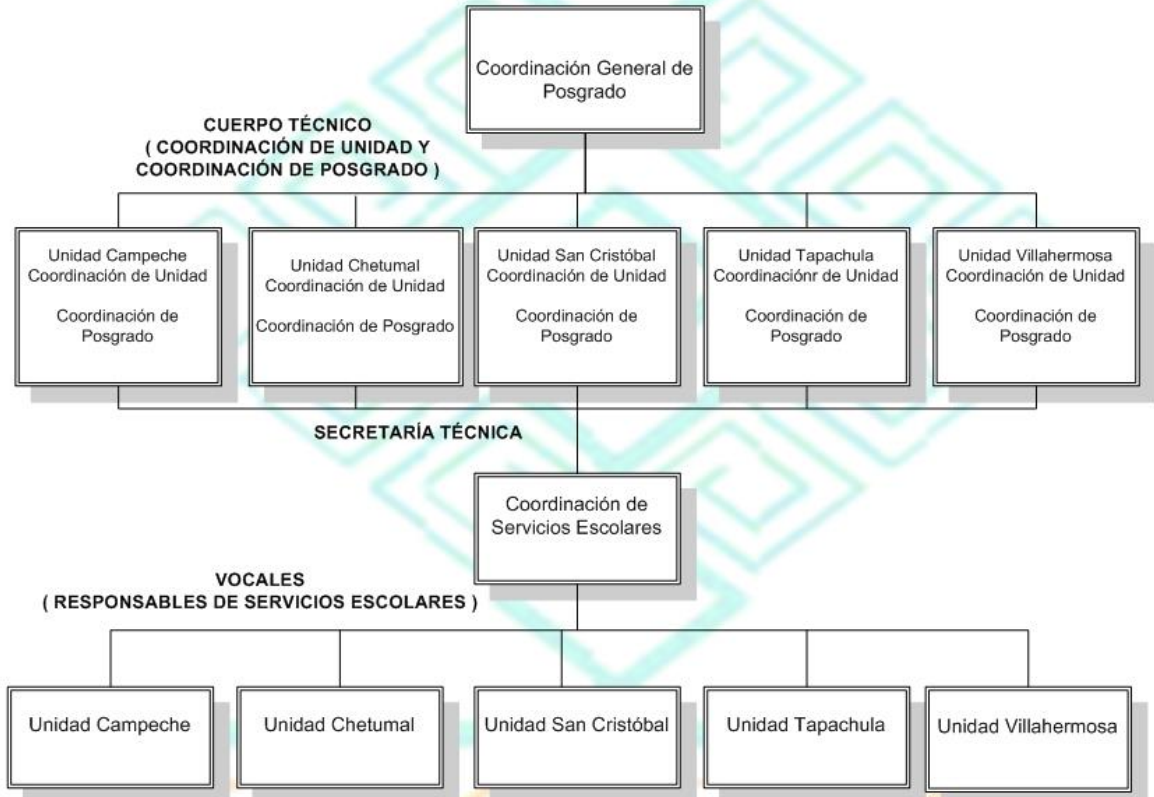 Coordinación General de
Posgrado
CUERPO TÉCNICO
( COORDINACIÓN DE UNIDAD Y
COORDINACIÓN DE POSGRADO )
Unidad Campeche
Coordinación de Unidad
Coordinación de
Posgrado
Unidad Chetumal
Coordinación de Unidad
Coordinación de Posgrado
Unidad San Cristóbal
Coordinación de Unidad
Coordinación de
Posgrado
Unidad Tapachula
Coordinaciónr de Unidad
Coordinación de
Posgrado
Unidad Villahermosa
Coordinación de Unidad
Coordinación de
Posgrado
SECRETARÍA TÉCNICA
Coordinación de
Servicios Escolares
VOCALES
( RESPONSABLES DE SERVICIOS ESCOLARES )
Unidad Campeche
Unidad Chetumal
Unidad San Cristóbal
Unidad Tapachula
Unidad Villahermosa